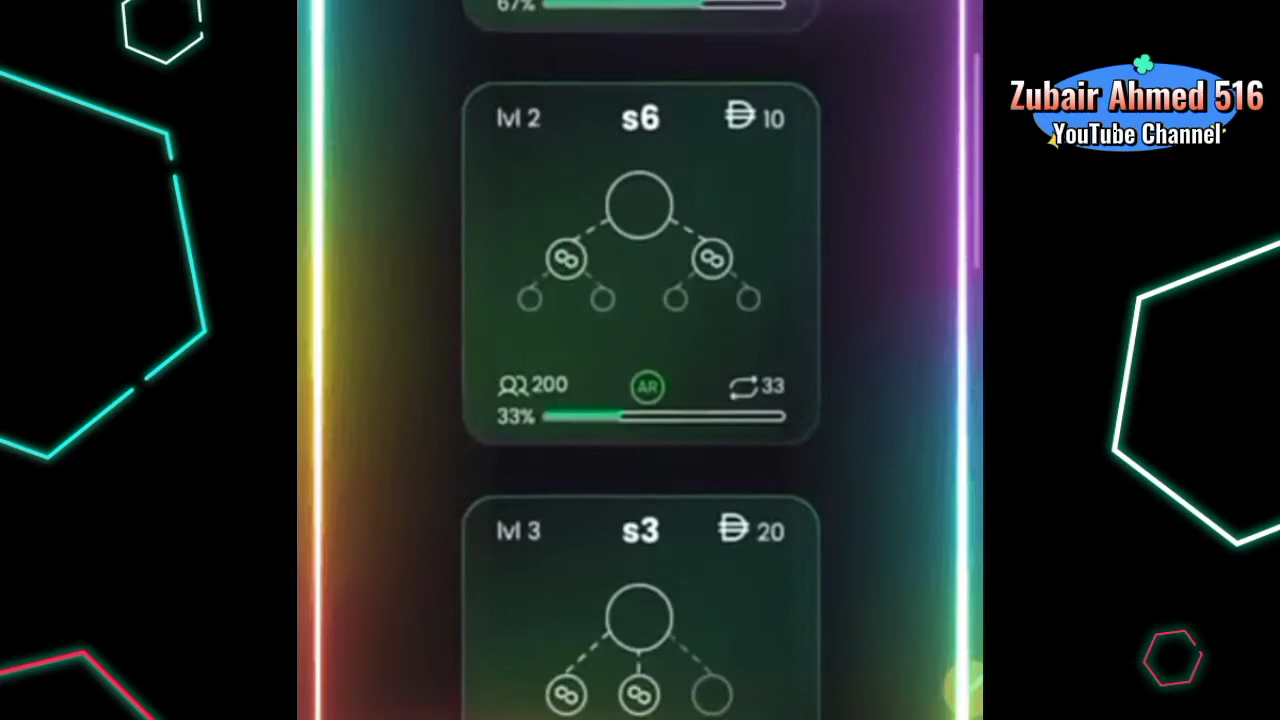 67%
lvl 2 s6 10
200 AR 33
33%
lvl 3 s3 20
Zubair Ahmed 516
YouTube Channel